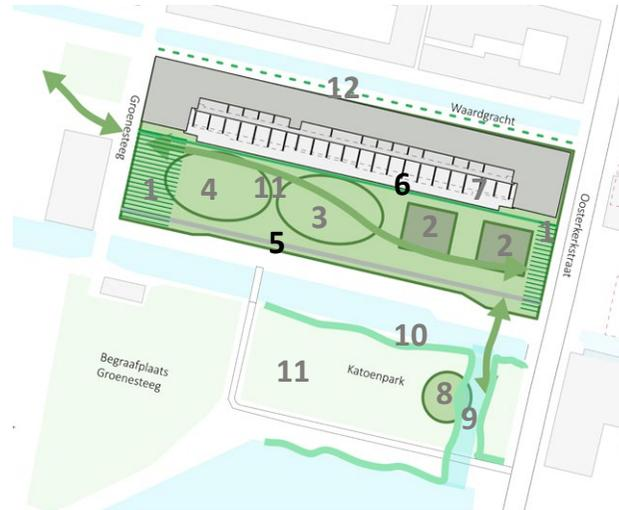 12
Waardgracht
Groenesteeg
6
7
1
4
11
3
2
2
1
Oosterkerkstraat
5
10
11
Katoenpark
8
9
Begraafplaats
Groenesteeg